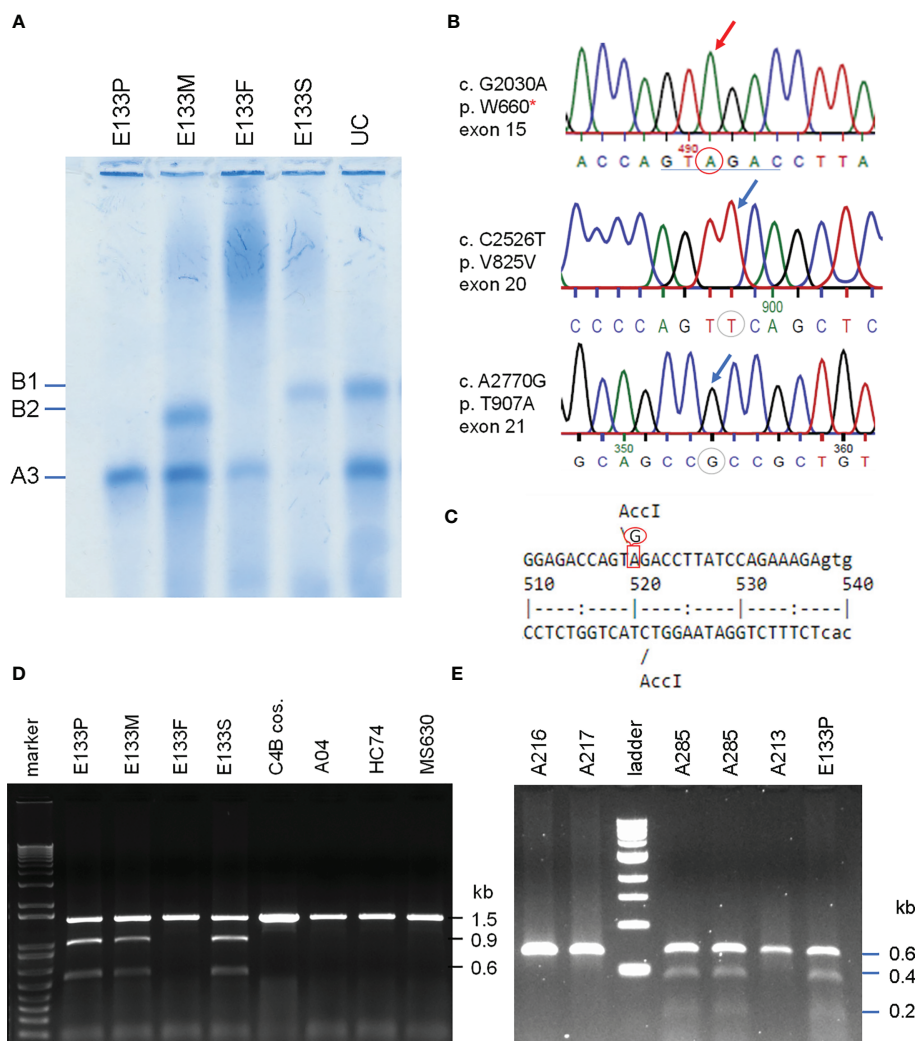 A
E133P
E133M
E133F
E133S
UC
B1
B2
A3
B
c. G2030A
p. W660*
exon 15
490
A C C A G T A G A C C T T A
c. C2526T
p. V825V
exon 20
900
C C C C A G T T C A G C T C
c. A2770G
p. T907A
exon 21
350
360
G C A G C C G C C G C T G T
C
AccI
\ G
GGAGACCAGTAGACCTTATCCAGAAAGAgtg
510 520 530 540
|----:----|----:----|----:----|
CCTCTGGTCATCTGGAATAGGTCTTTCTcac
/
AccI
D
marker
E133P
E133M
E133F
E133S
C4B cos.
A04
HC74
MS630
kb
1.5
0.9
0.6
E
A216
A217
ladder
A285
A285
A213
E133P
kb
0.6
0.4
0.2